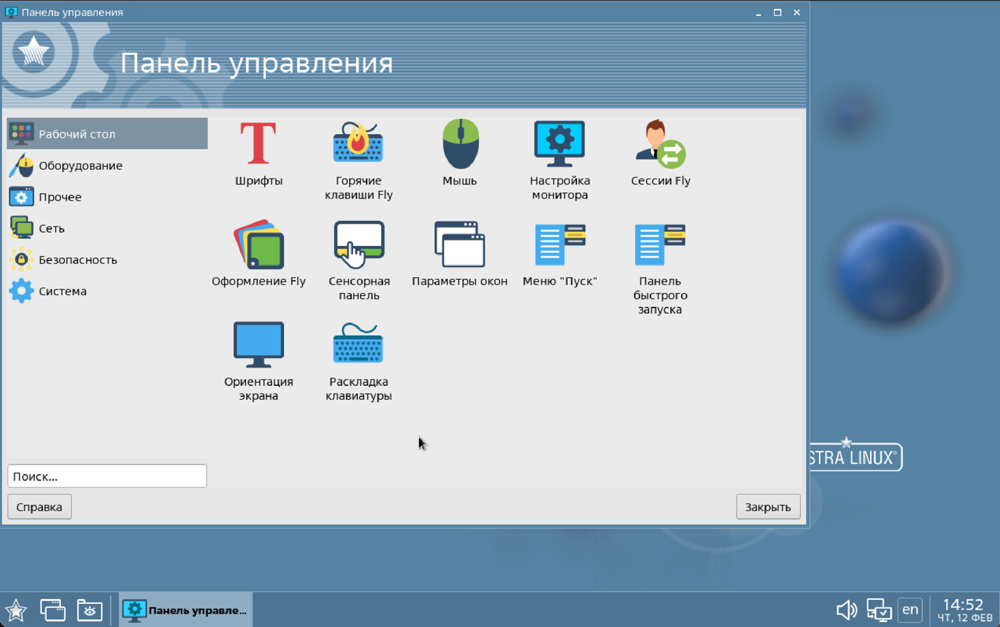 Панель управления
Панель управления
Рабочий стол
Оборудование
Прочее
Сеть
Безопасность
Система
Шрифты
Горячие
клавиши Fly
Мышь
Настройка
монитора
Сессии Fly
Оформление Fly
Сенсорная
панель
Параметры окон
Меню "Пуск"
Панель
быстрого
запуска
Ориентация
экрана
Раскладка
клавиатуры
Поиск...
Справка
Закрыть
STRA LINUX®
Панель управле...
en
14:52
ЧТ, 12 ФЕВ